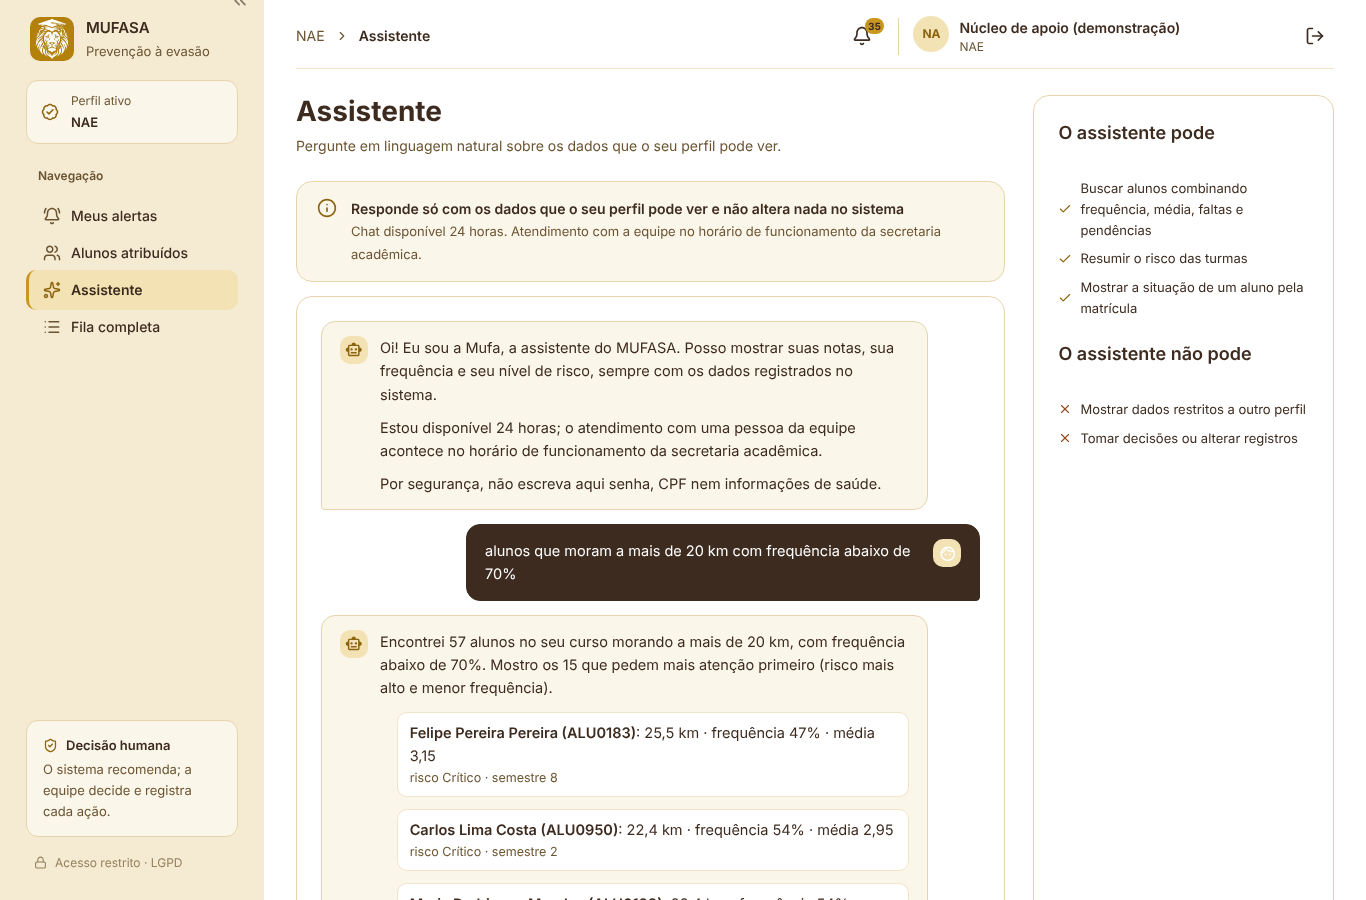 MUFASA
Prevenção à evasão
Perfil ativo
NAE
Navegação
Meus alertas
Alunos atribuídos
Assistente
Fila completa
Decisão humana
O sistema recomenda; a
equipe decide e registra
cada ação.
Acesso restrito · LGPD
NAE > Assistente
35
NA
Núcleo de apoio (demonstração)
NAE
Assistente
Pergunte em linguagem natural sobre os dados que o seu perfil pode ver.
Responde só com os dados que o seu perfil pode ver e não altera nada no sistema
Chat disponível 24 horas. Atendimento com a equipe no horário de funcionamento da secretaria
acadêmica.
Oi! Eu sou a Mufa, a assistente do MUFASA. Posso mostrar suas notas, sua
frequência e seu nível de risco, sempre com os dados registrados no
sistema.
Estou disponível 24 horas; o atendimento com uma pessoa da equipe
acontece no horário de funcionamento da secretaria acadêmica.
Por segurança, não escreva aqui senha, CPF nem informações de saúde.
alunos que moram a mais de 20 km com frequência abaixo de
70%
Encontrei 57 alunos no seu curso morando a mais de 20 km, com frequência
abaixo de 70%. Mostro os 15 que pedem mais atenção primeiro (risco mais
alto e menor frequência).
Felipe Pereira Pereira (ALU0183): 25,5 km · frequência 47% · média
3,15
risco Crítico · semestre 8
Carlos Lima Costa (ALU0950): 22,4 km · frequência 54% · média 2,95
risco Crítico · semestre 2
O assistente pode
Buscar alunos combinando
frequência, média, faltas e
pendências
Resumir o risco das turmas
Mostrar a situação de um aluno pela
matrícula
O assistente não pode
Mostrar dados restritos a outro perfil
Tomar decisões ou alterar registros